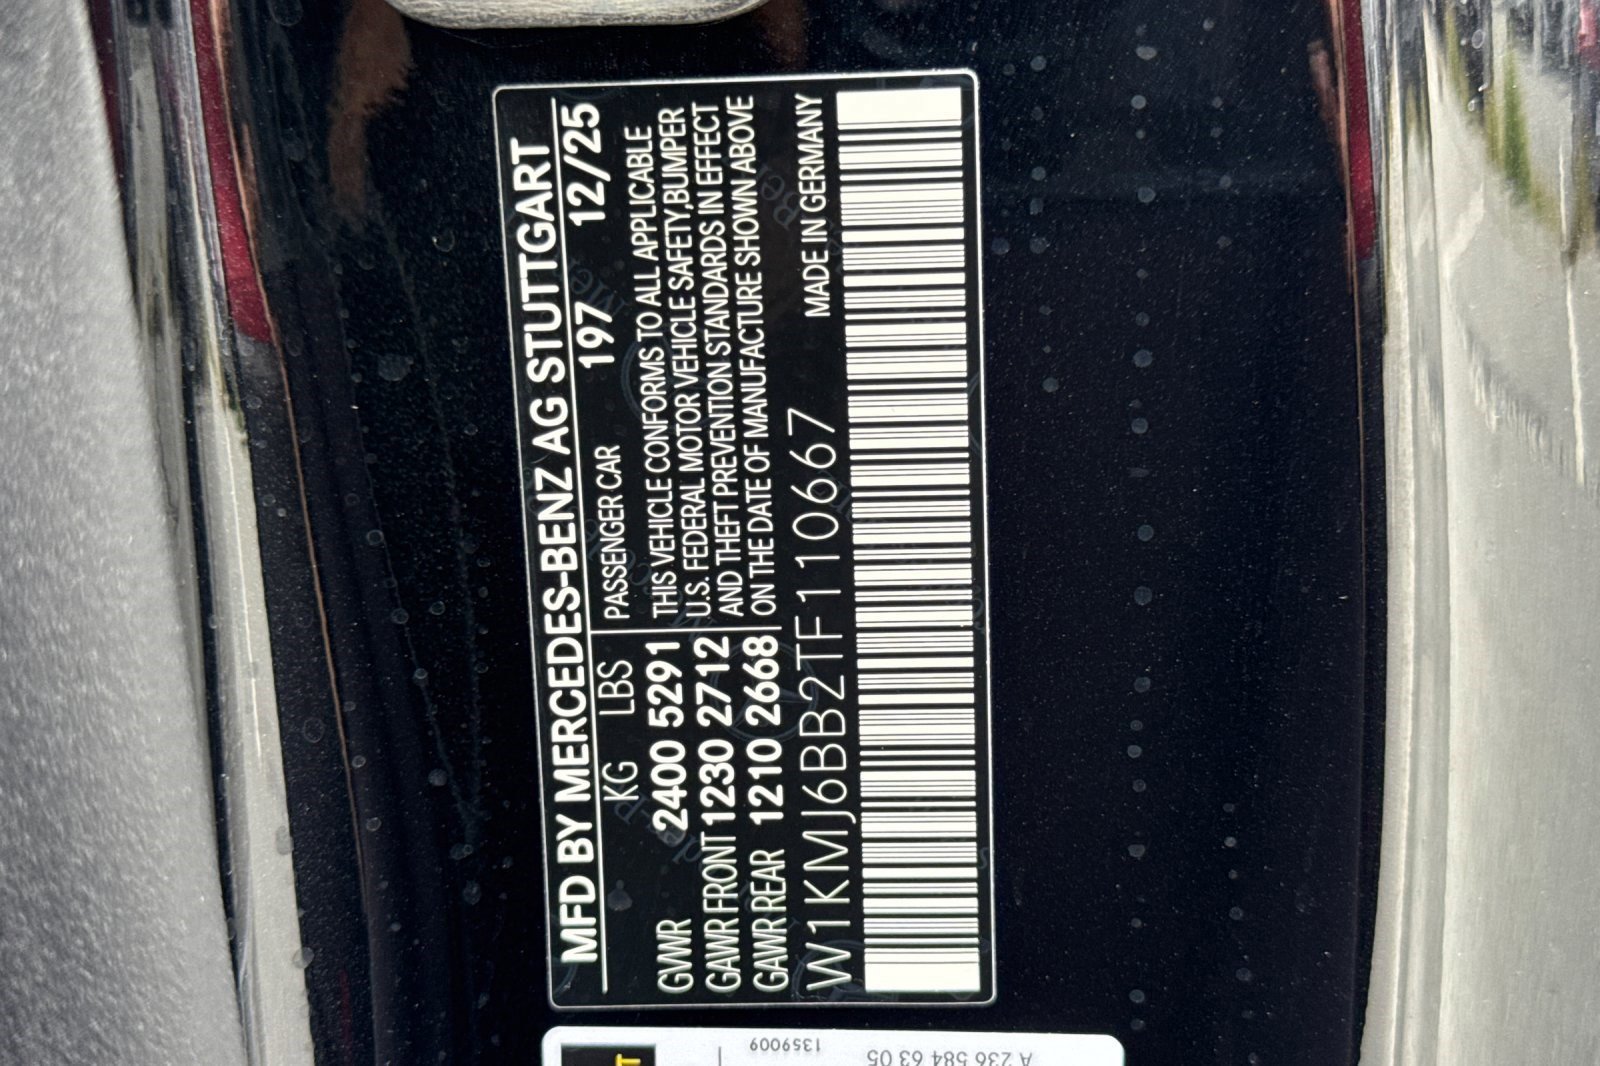 MFD BY MERCEDES-BENZ AG STUTTGART
197 12/25
KG LBS
PASSENGER CAR
GVWR 2400 5291
GAWR FRONT 1230 2712
GAWR REAR 1210 2668
THIS VEHICLE CONFORMS TO ALL APPLICABLE
U.S. FEDERAL MOTOR VEHICLE SAFETY,BUMPER
AND THEFT PREVENTION STANDARDS IN EFFECT
ON THE DATE OF MANUFACTURE SHOWN ABOVE
MADE IN GERMANY
W1KMJ6BB2TF110667
1359009
A 236 584 63 05